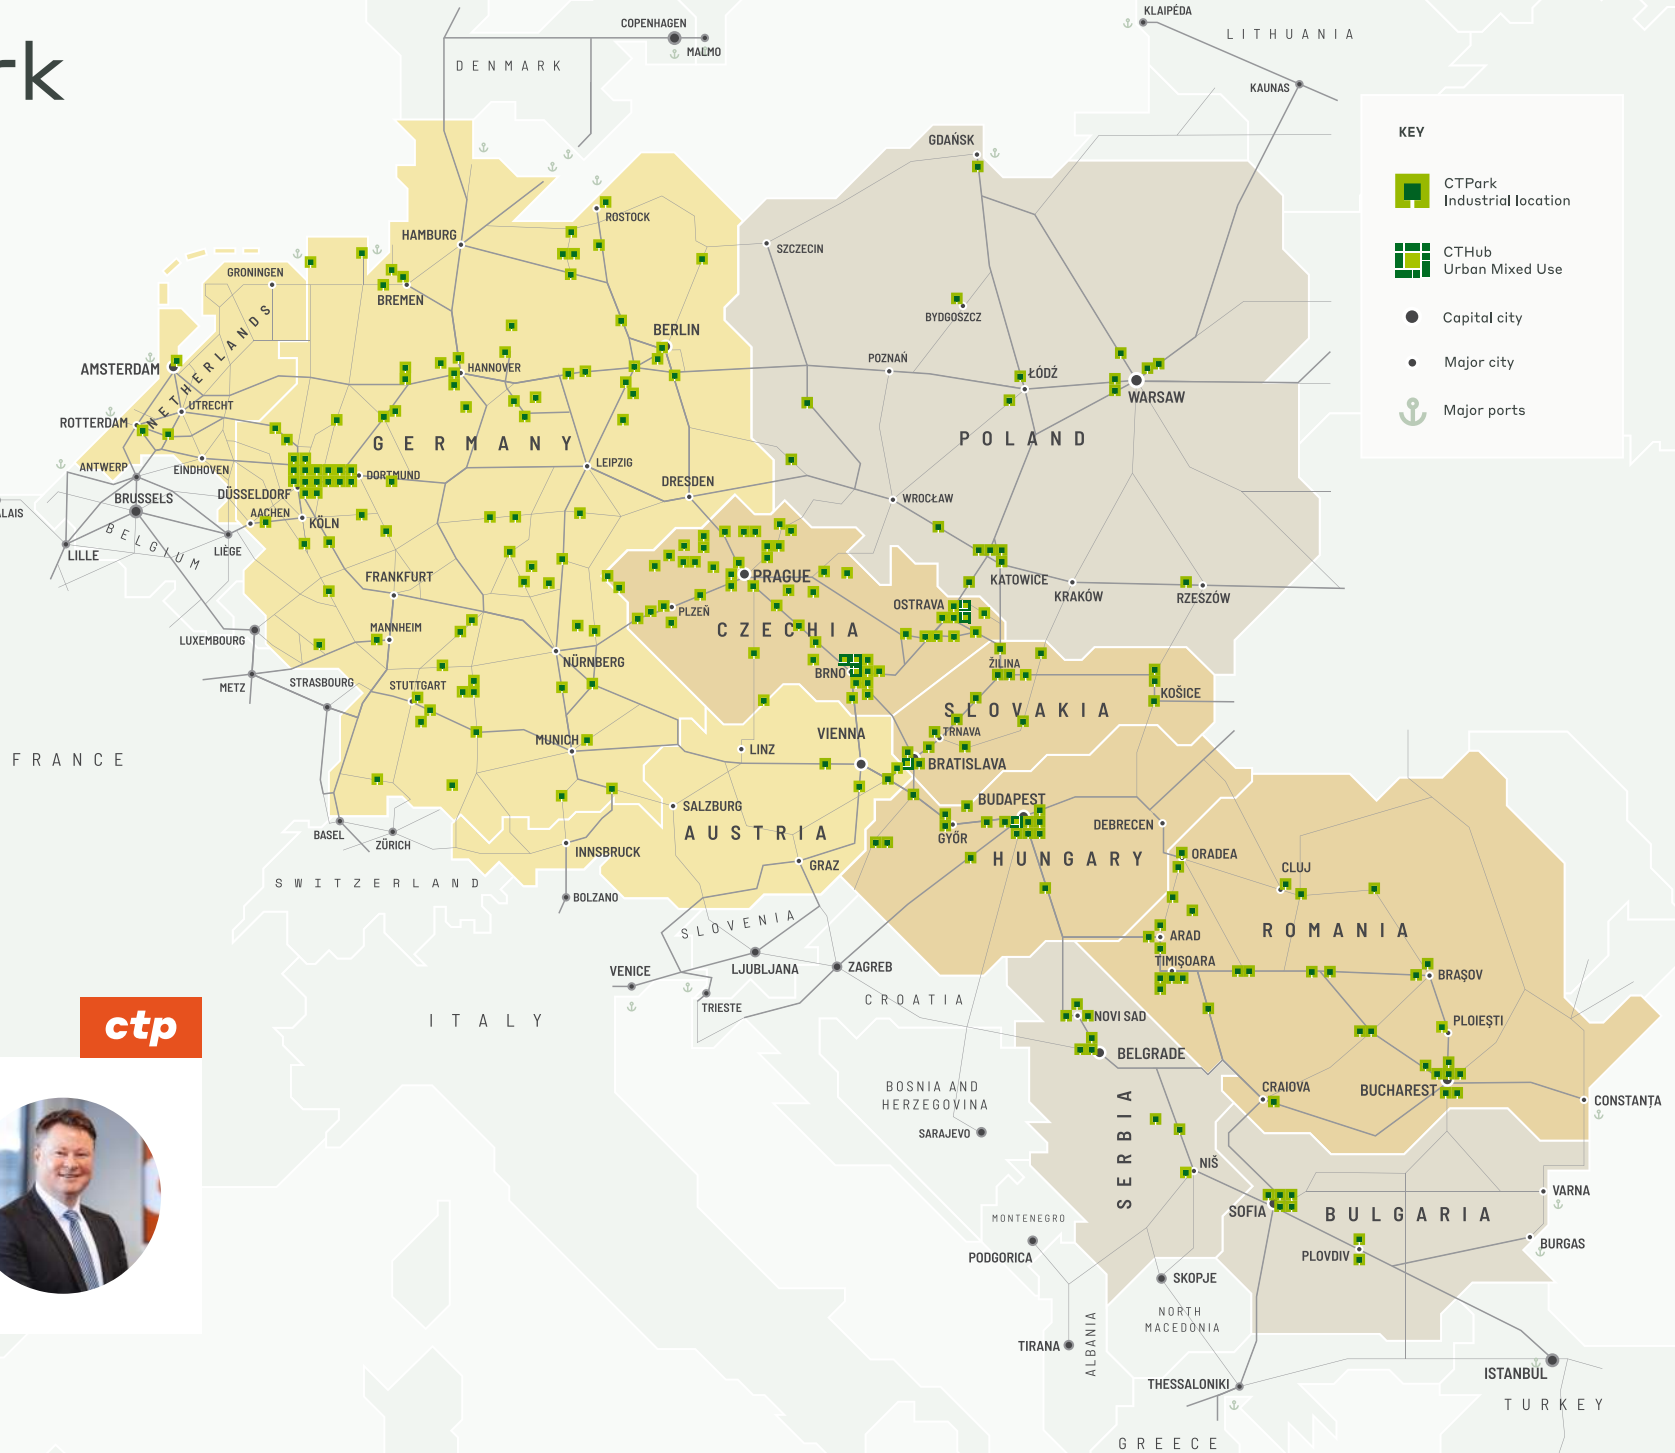 rk
KLAIPĖDA
LITHUANIA
COPENHAGEN
MALMO
DENMARK
KAUNAS
KEY
CTPark
Industrial location
CTHub
Urban Mixed Use
Capital city
Major city
Major ports
GDAŃSK
ROSTOCK
HAMBURG
SZCZECIN
GRONINGEN
BREMEN
BYDGOSZCZ
BERLIN
NETHERLANDS
AMSTERDAM
HANNOVER
POZNAŃ
ŁÓDŹ
WARSAW
UTRECHT
ROTTERDAM
GERMANY
POLAND
ANTWERP
EINDHOVEN
DORTMUND
LEIPZIG
DRESDEN
BRUSSELS
DÜSSELDORF
WROCŁAW
ALAIS
AACHEN
KÖLN
BELGIUM
LIÈGE
LILLE
FRANKFURT
PRAGUE
KATOWICE
KRAKÓW
RZESZÓW
OSTRAVA
PLZEŇ
CZECHIA
MANNHEIM
LUXEMBOURG
NÜRNBERG
ŽILINA
BRNO
METZ
STRASBOURG
STUTTGART
KOŠICE
SLOVAKIA
VIENNA
TRNAVA
MUNICH
LINZ
FRANCE
BRATISLAVA
SALZBURG
BUDAPEST
BASEL
ZÜRICH
AUSTRIA
GYÖR
DEBRECEN
INNSBRUCK
GRAZ
HUNGARY
ORADEA
CLUJ
SWITZERLAND
BOLZANO
SLOVENIA
ROMANIA
ARAD
TIMIȘOARA
VENICE
LJUBLJANA
ZAGREB
BRAȘOV
TRIESTE
CROATIA
ITALY
NOVI SAD
PLOIEȘTI
ctp
BELGRADE
BOSNIA AND
HERZEGOVINA
CRAIOVA
BUCHAREST
CONSTANȚA
SARAJEVO
SERBIA
NIŠ
VARNA
SOFIA
BULGARIA
MONTENEGRO
PODGORICA
PLOVDIV
BURGAS
SKOPJE
NORTH
MACEDONIA
TIRANA
ALBANIA
ISTANBUL
THESSALONIKI
TURKEY
GREECE